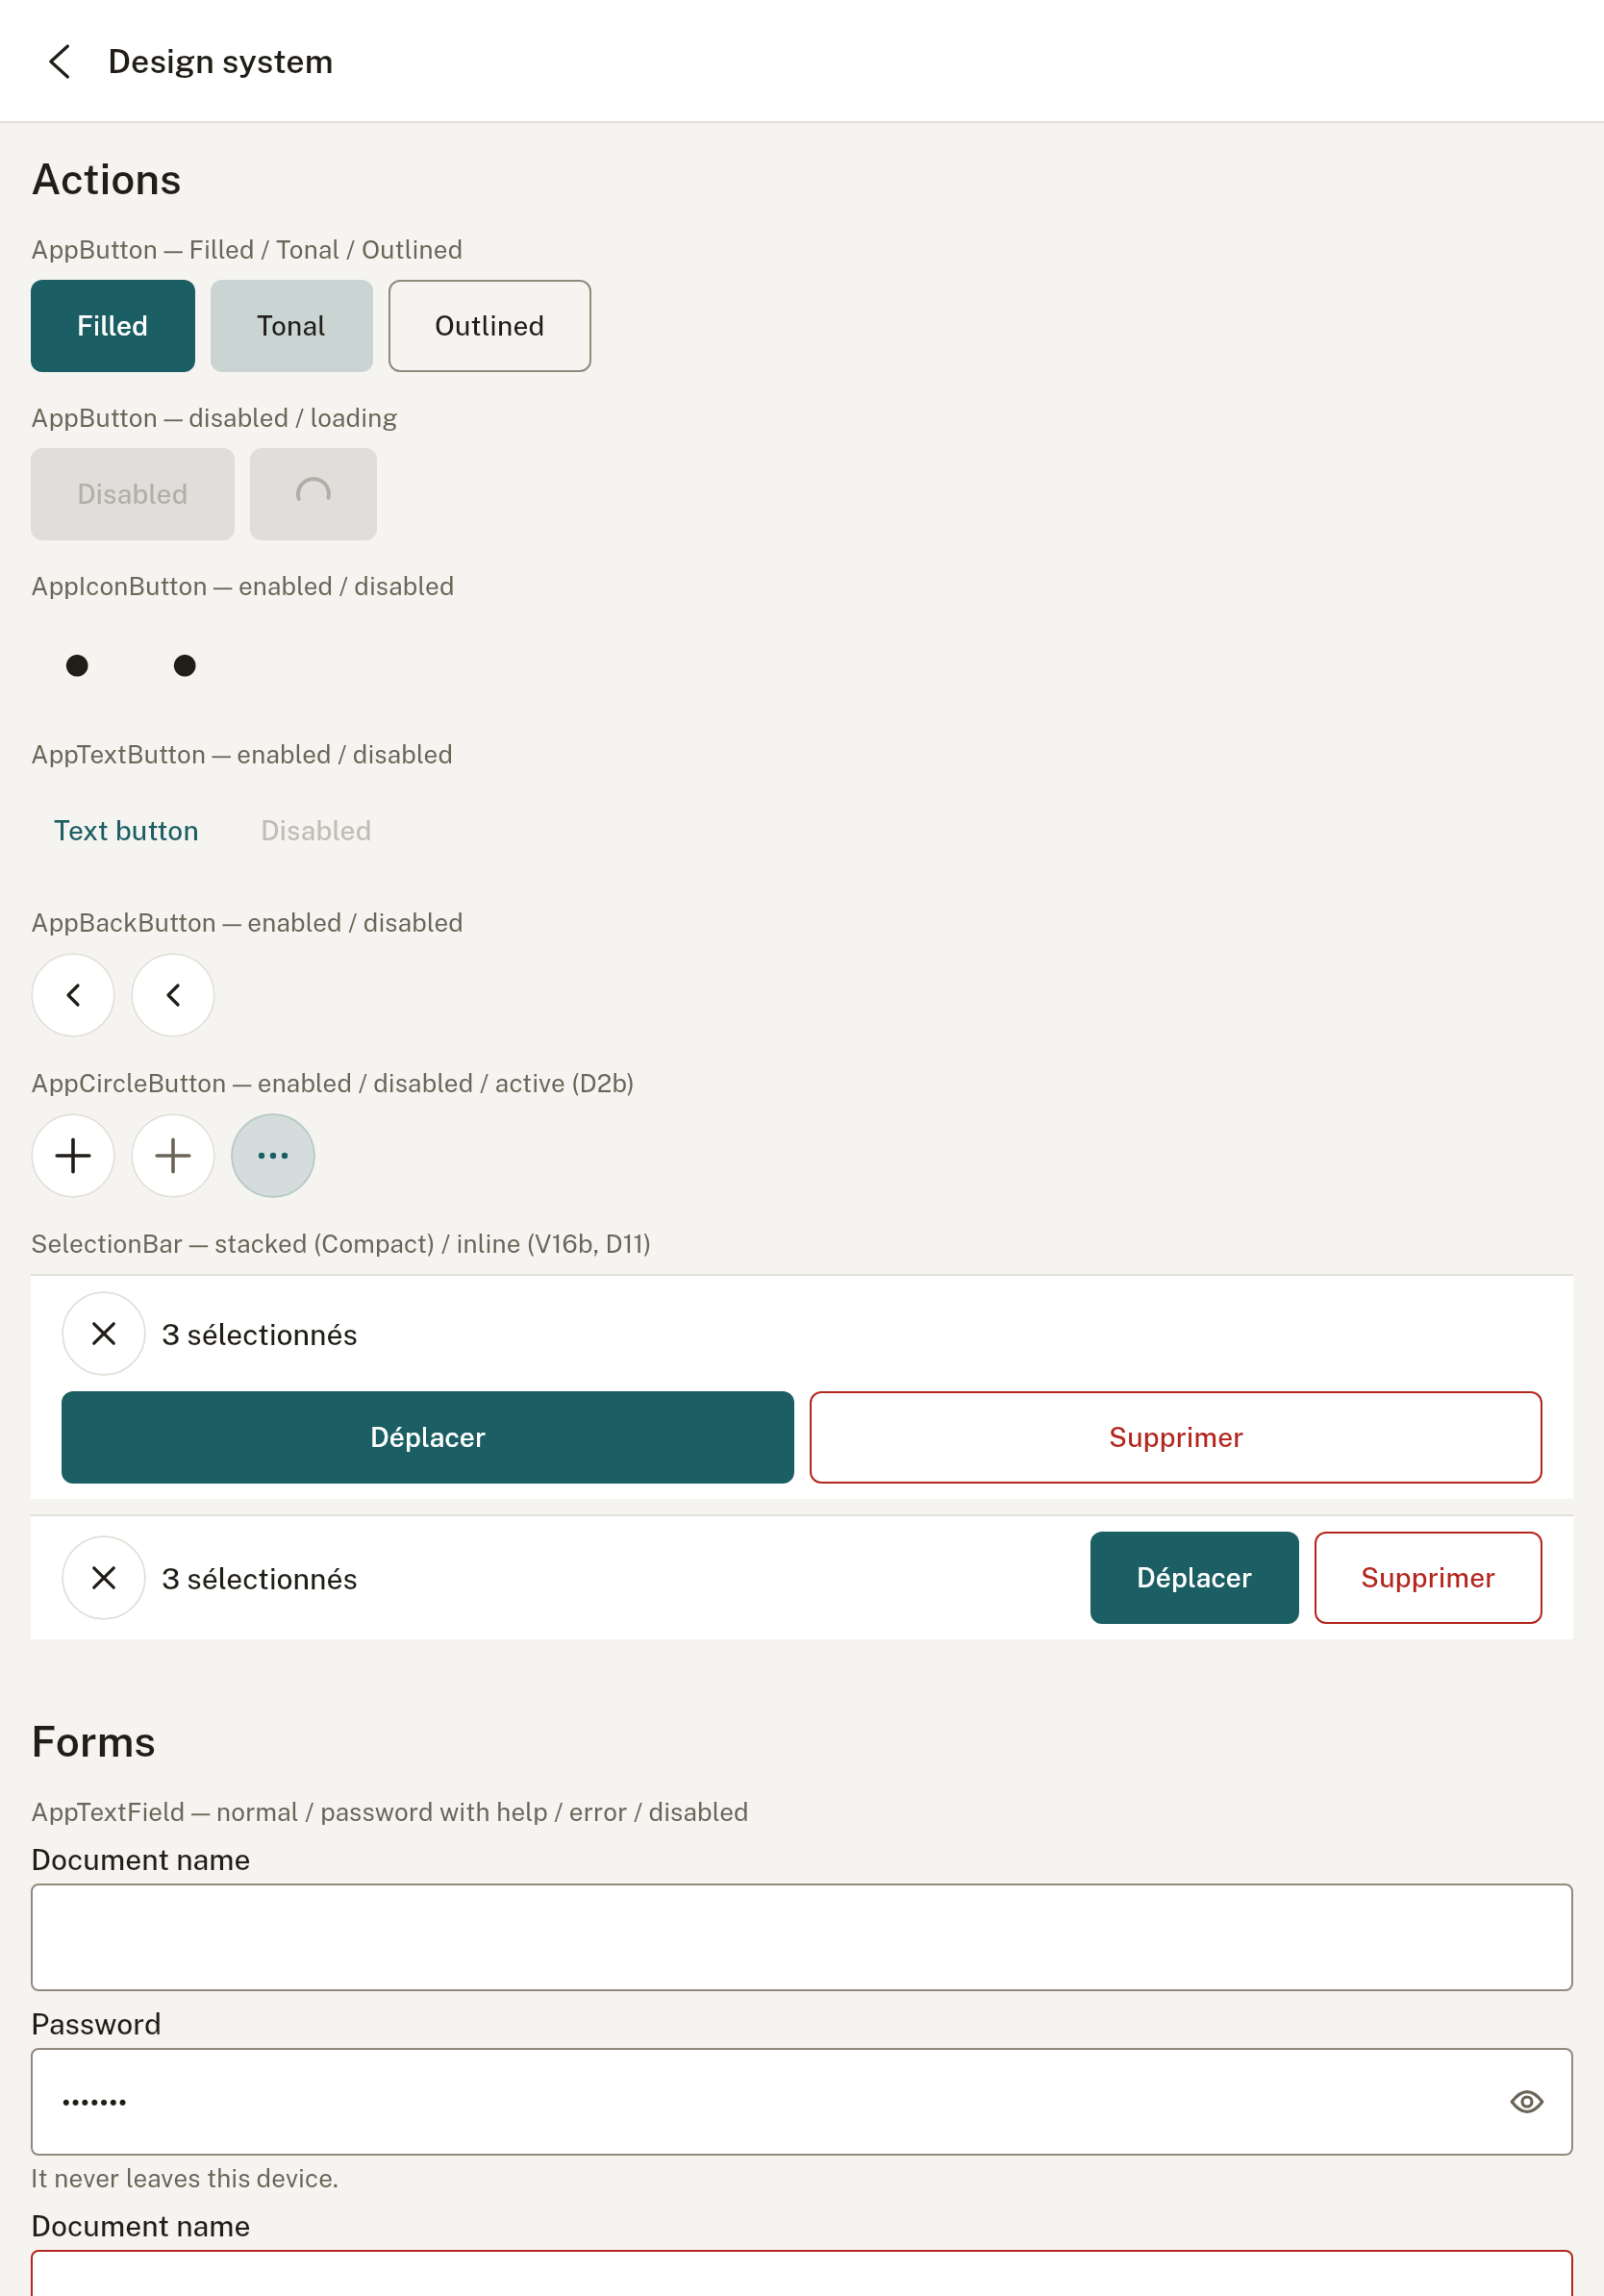 Design system
Actions
AppButton — Filled / Tonal / Outlined
Filled Tonal Outlined
AppButton — disabled / loading
Disabled
AppIconButton — enabled / disabled
AppTextButton — enabled / disabled
Text button Disabled
AppBackButton — enabled / disabled
AppCircleButton — enabled / disabled / active (D2b)
SelectionBar — stacked (Compact) / inline (V16b, D11)
3 sélectionnés
Déplacer Supprimer
3 sélectionnés Déplacer Supprimer
Forms
AppTextField — normal / password with help / error / disabled
Document name
Password
•••••••
It never leaves this device.
Document name